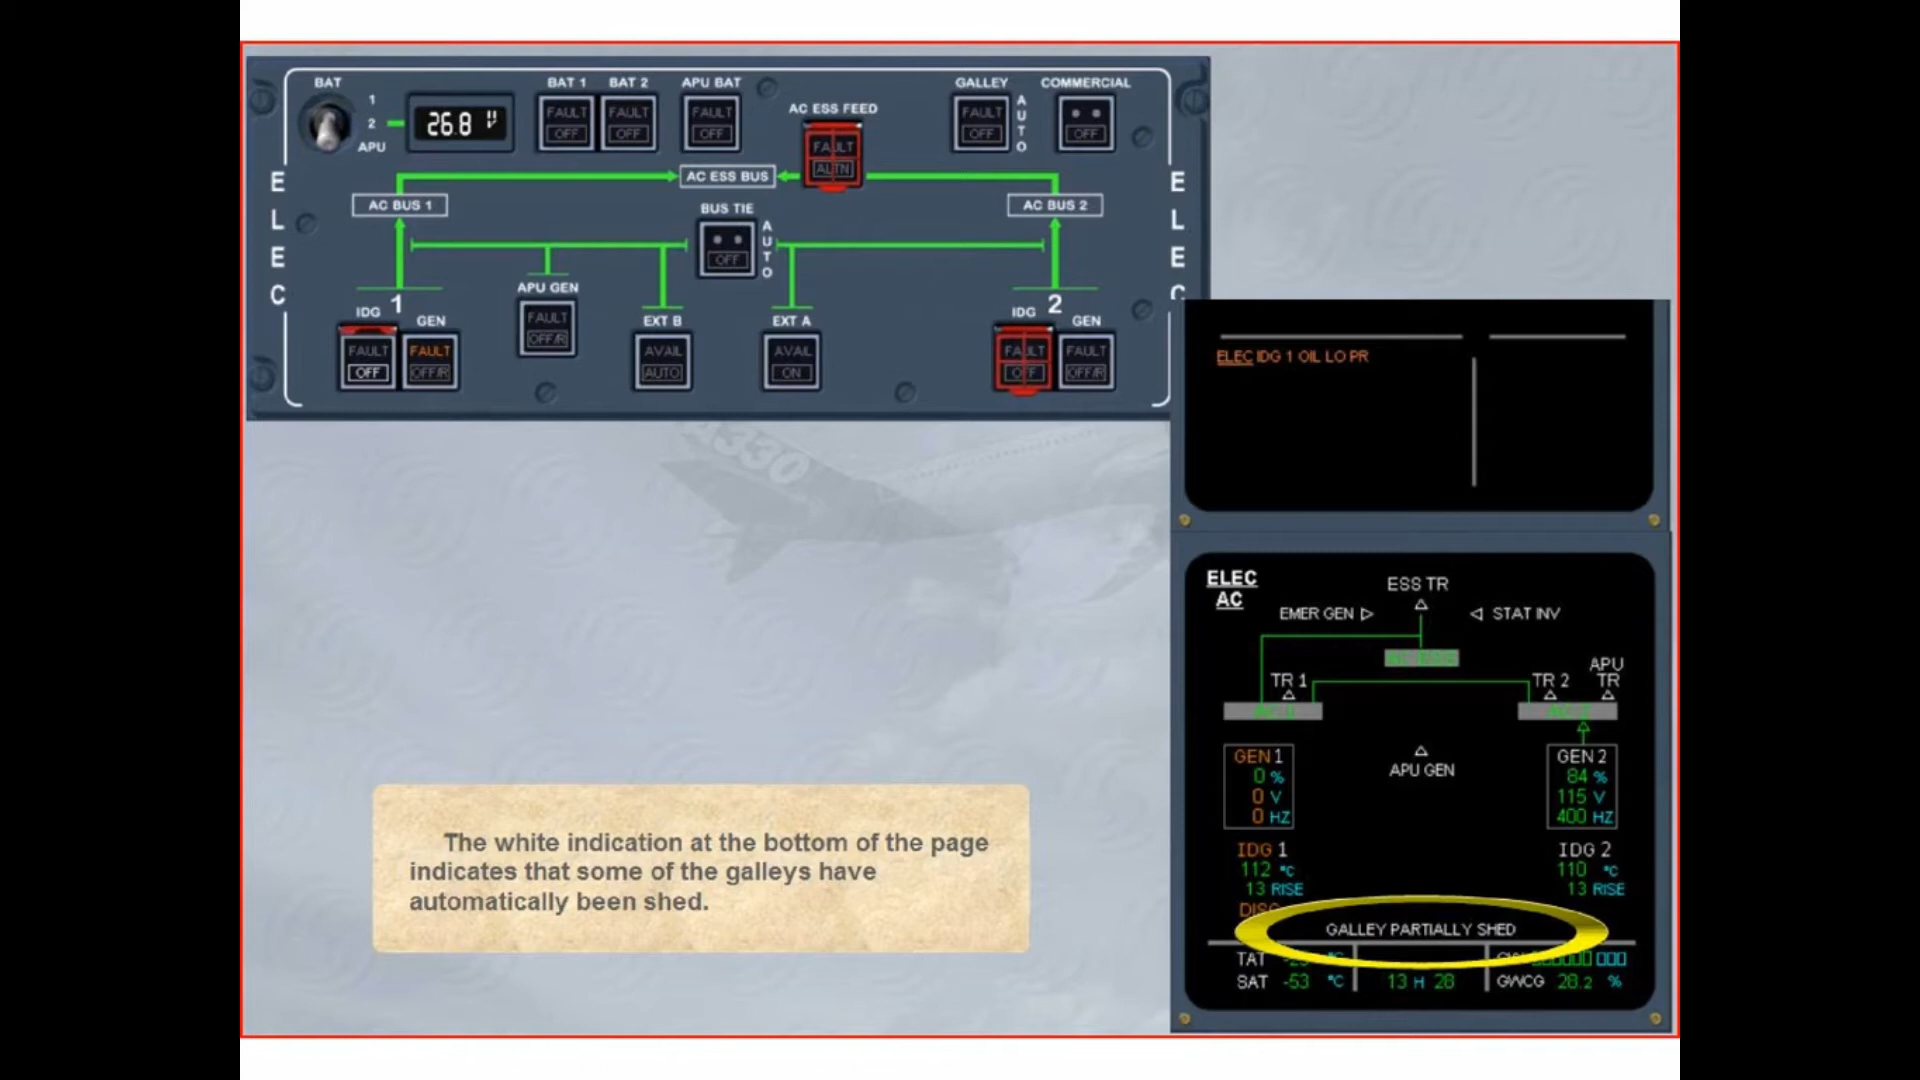 BAT
1
2
APU
26.8 V
BAT 1
BAT 2
APU BAT
FAULT
OFF
FAULT
OFF
FAULT
OFF
AC ESS FEED
FAULT
ALTN
GALLEY
COMMERCIAL
FAULT
OFF
AUTO
OFF
ELEC
ELEC
AC ESS BUS
AC BUS 1
AC BUS 2
BUS TIE
OFF
AUTO
APU GEN
FAULT
OFF/R
IDG
1
GEN
FAULT
OFF
FAULT
OFF/R
EXT B
AVAIL
AUTO
EXT A
AVAIL
ON
IDG
2
GEN
FAULT
OFF
FAULT
OFF/R
ELEC IDG 1 OIL LO PR
A330
ELEC
AC
ESS TR
EMER GEN
STAT INV
TR 1
TR 2
APU
TR
GEN 1
0 %
0 V
0 HZ
APU GEN
GEN 2
84 %
115 V
400 HZ
IDG 1
112 °C
13 RISE
IDG 2
110 °C
13 RISE
GALLEY PARTIALLY SHED
TAT
°C
SAT -53 °C
13 H 28
GWCG 28.2 %
The white indication at the bottom of the page
indicates that some of the galleys have
automatically been shed.